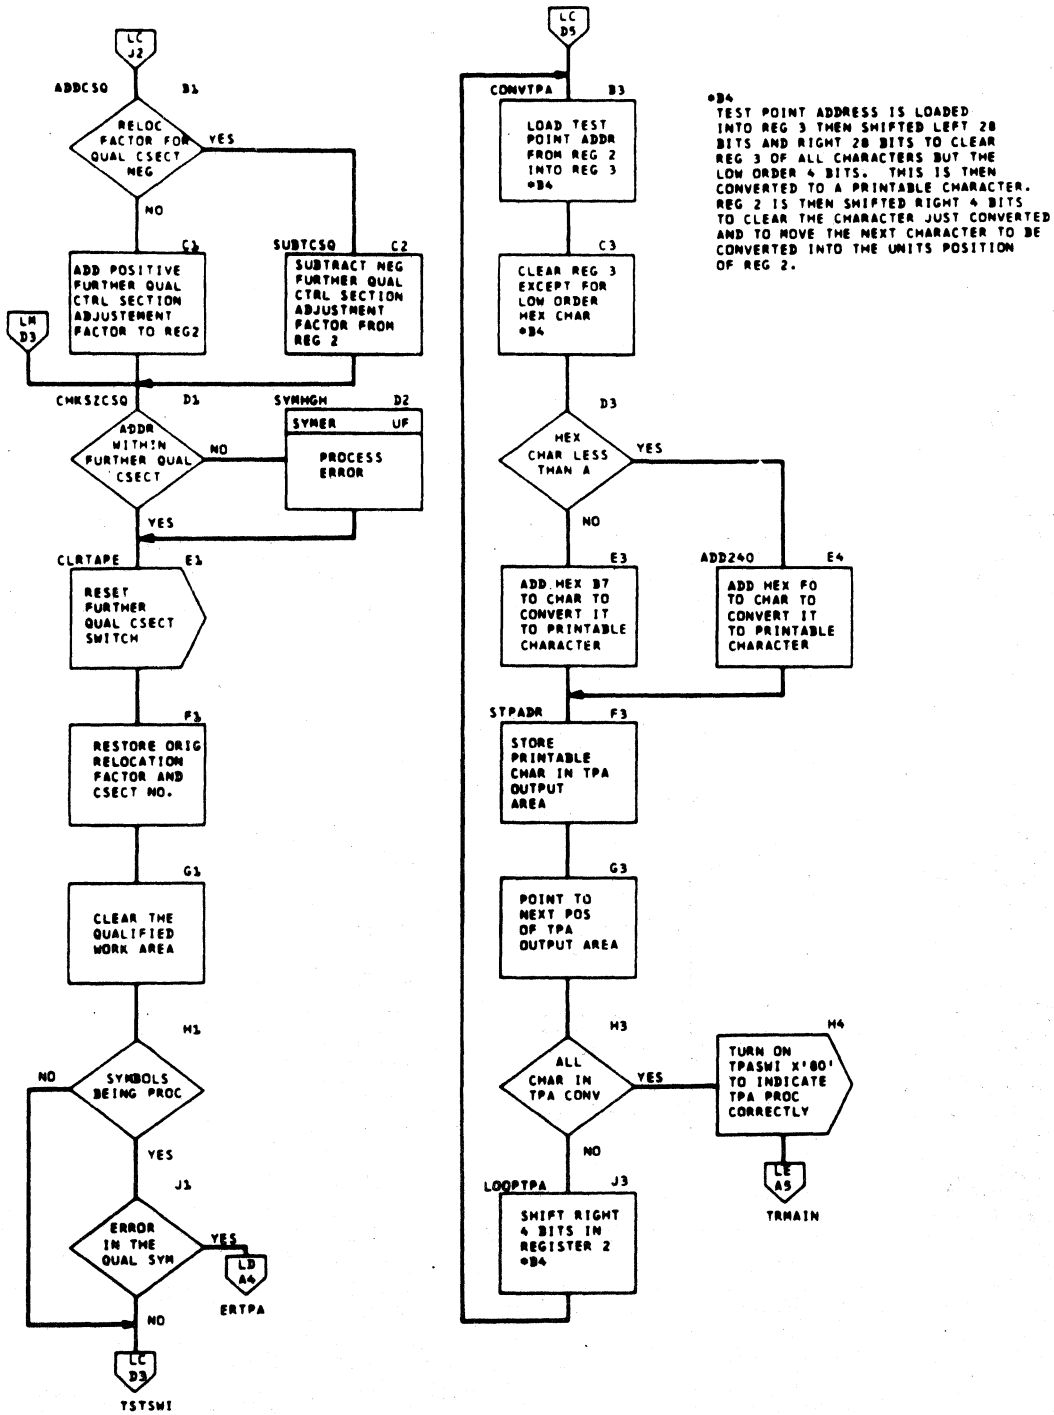 LC
J2
ADDCSQ B1
RELOC
FACTOR FOR
QUAL CSECT
NEG
YES
NO
C1
ADD POSITIVE
FURTHER QUAL
CTRL SECTION
ADJUSTEMENT
FACTOR TO REG2
SUBTCSQ C2
SUBTRACT NEG
FURTHER QUAL
CTRL SECTION
ADJUSTMENT
FACTOR FROM
REG 2
LM
D3
CHKSZCSQ D1
ADDR
WITHIN
FURTHER QUAL
CSECT
NO
YES
SYMHGH D2
SYMER UF
PROCESS
ERROR
CLRTAPE E1
RESET
FURTHER
QUAL CSECT
SWITCH
F1
RESTORE ORIG
RELOCATION
FACTOR AND
CSECT NO.
G1
CLEAR THE
QUALIFIED
WORK AREA
H1
SYMBOLS
BEING PROC
NO
YES
J1
ERROR
IN THE
QUAL SYM
YES
LD
A4
ERTPA
NO
LC
D3
TSTSWI
LC
D5
CONVTPA B3
LOAD TEST
POINT ADDR
FROM REG 2
INTO REG 3
*B4
C3
CLEAR REG 3
EXCEPT FOR
LOW ORDER
HEX CHAR
*B4
D3
HEX
CHAR LESS
THAN A
YES
NO
E3
ADD HEX B7
TO CHAR TO
CONVERT IT
TO PRINTABLE
CHARACTER
ADD240 E4
ADD HEX F0
TO CHAR TO
CONVERT IT
TO PRINTABLE
CHARACTER
STPADR F3
STORE
PRINTABLE
CHAR IN TPA
OUTPUT
AREA
G3
POINT TO
NEXT POS
OF TPA
OUTPUT AREA
H3
ALL
CHAR IN
TPA CONV
YES
NO
H4
TURN ON
TPASWI X'80'
TO INDICATE
TPA PROC
CORRECTLY
LE
A5
TRMAIN
LOOPTPA J3
SHIFT RIGHT
4 BITS IN
REGISTER 2
*B4
*B4
TEST POINT ADDRESS IS LOADED
INTO REG 3 THEN SHIFTED LEFT 28
BITS AND RIGHT 28 BITS TO CLEAR
REG 3 OF ALL CHARACTERS BUT THE
LOW ORDER 4 BITS. THIS IS THEN
CONVERTED TO A PRINTABLE CHARACTER.
REG 2 IS THEN SHIFTED RIGHT 4 BITS
TO CLEAR THE CHARACTER JUST CONVERTED
AND TO MOVE THE NEXT CHARACTER TO BE
CONVERTED INTO THE UNITS POSITION
OF REG 2.